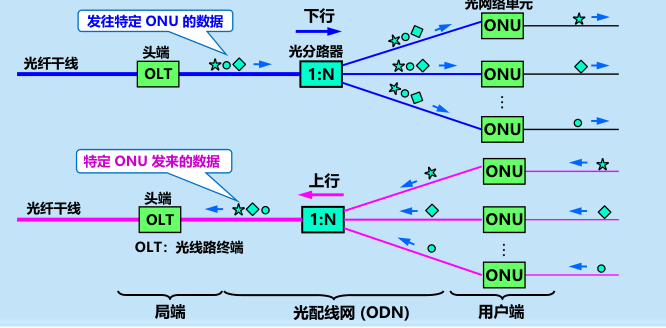 光网络单元
发往特定 ONU 的数据
下行
ONU
头端
光分路器
光纤干线
OLT
1:N
ONU
ONU
特定 ONU 发来的数据
上行
ONU
头端
光纤干线
OLT
1:N
ONU
OLT：光线路终端
ONU
局端
光配线网 (ODN)
用户端